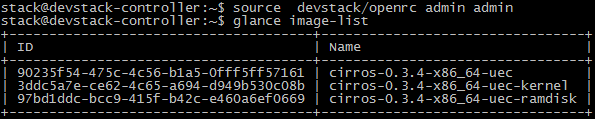 stack@devstack-controller:~$ source  devstack/openrc admin admin
stack@devstack-controller:~$ glance image-list
+--------------------------------------+---------------------------------+
| ID                                   | Name                            |
+--------------------------------------+---------------------------------+
| 90235f54-475c-4c56-b1a5-0fff5ff57161 | cirros-0.3.4-x86_64-uec         |
| 3ddc5a7e-ce62-4c65-a694-d949b530c08b | cirros-0.3.4-x86_64-uec-kernel  |
| 97bd1ddc-bcc9-415f-b42c-e460a6ef0669 | cirros-0.3.4-x86_64-uec-ramdisk |
+--------------------------------------+---------------------------------+